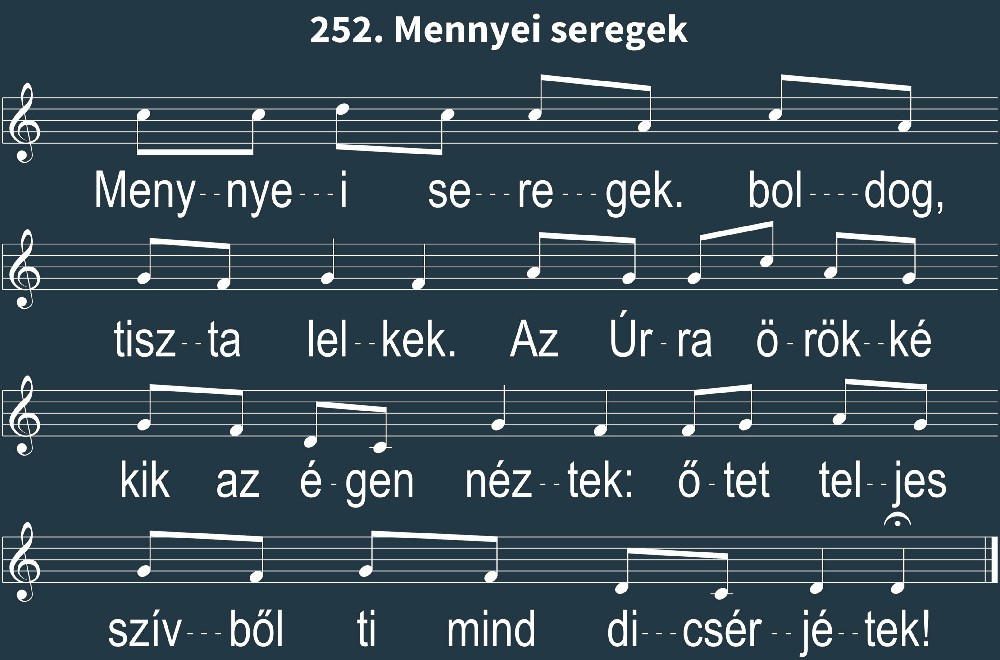 252. Mennyei seregek
Meny--nye---i se---re---gek. bol----dog,
tisz--ta lel--kek. Az Úr-ra ö-rök--ké
kik az é-gen néz--tek: ő-tet tel--jes
szív---ből ti mind di---csér--jé--tek!